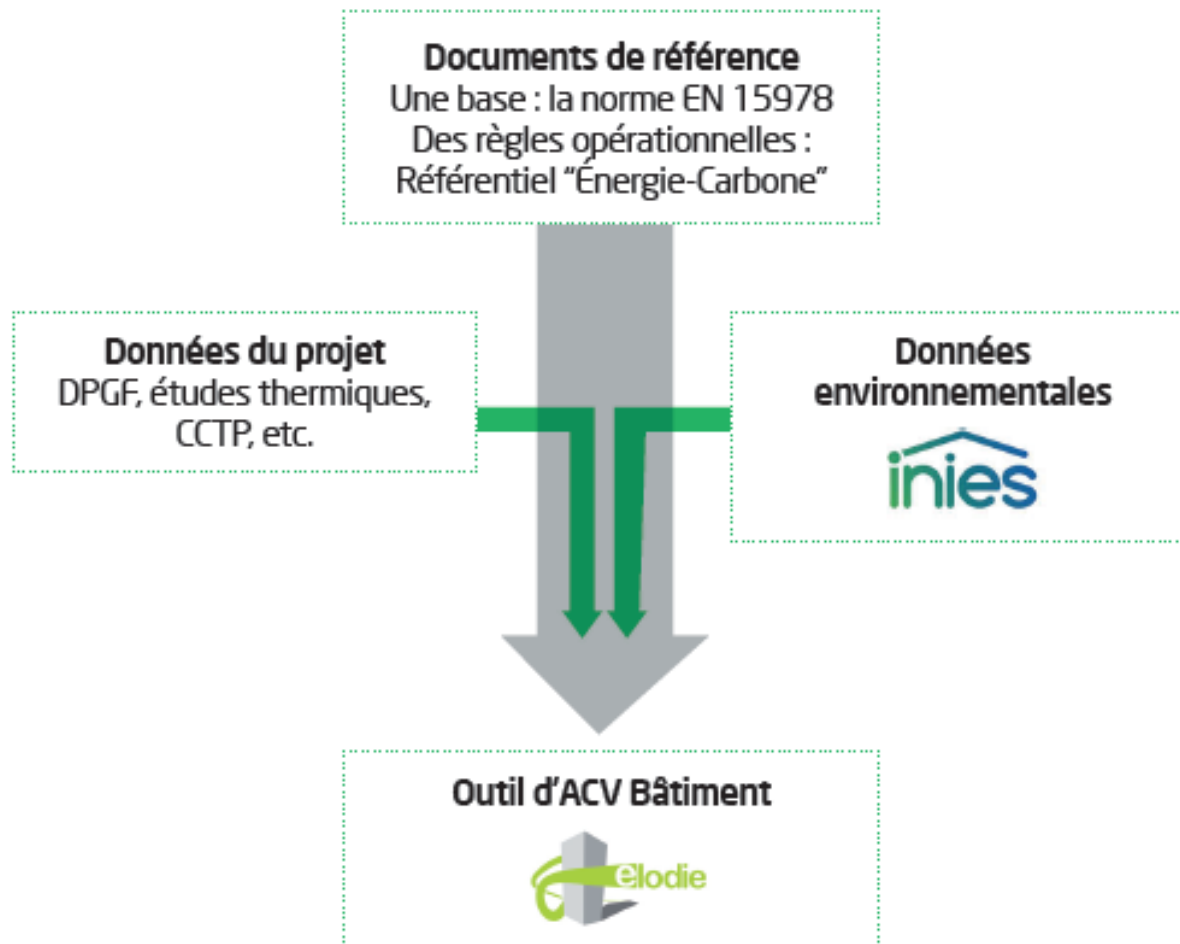 Documents de référence
Une base : la norme EN 15978
Des règles opérationnelles :
Référentiel “Énergie-Carbone”
Données du projet
DPGF, études thermiques,
CCTP, etc.
Données
environnementales
inies
Outil d’ACV Bâtiment
elodie